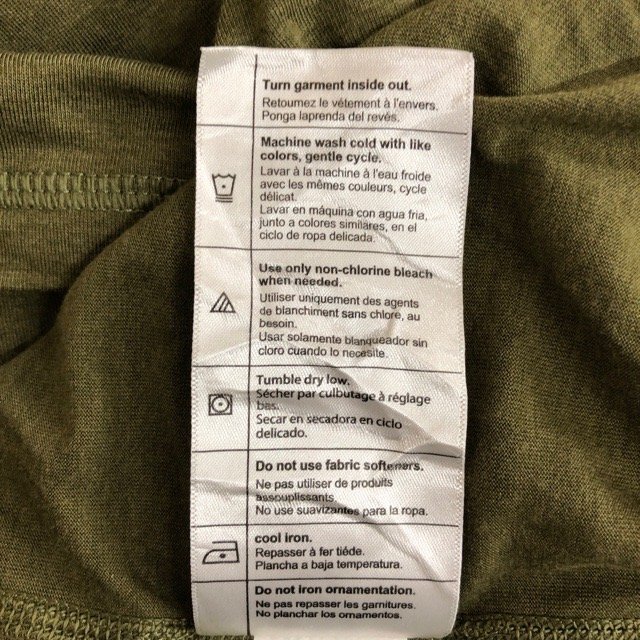 Turn garment inside out.
Retoumez le vêtement à l'envers.
Ponga laprenda del revés.
Machine wash cold with like
colors, gentle cycle.
Lavar à la machine à l'eau froide
avec les mêmes couleurs, cycle
délicat.
Lavar en máquina con agua fria,
junto a colores similäres, en el
ciclo de ropa delicada.
Use only non-chlorine bleach
when needed.
Utiliser uniquement des agents
de blanchiment sans chlore, au
besoin.
Usar solamente blanqueador sin
cloro cuando lo necesite.
Tumble dry low.
Sécher par culbutage à réglage
bas.
Secar en secadora en ciclo
delicado.
Do not use fabric softeners.
Ne pas utiliser de produits
assouplissants.
No use suavizantes para la ropa.
cool iron.
Repasser à fer tiéde.
Plancha a baja temperatura.
Do not iron ornamentation.
Ne pas repasser les garnitures.
No planchar los ornamentos.